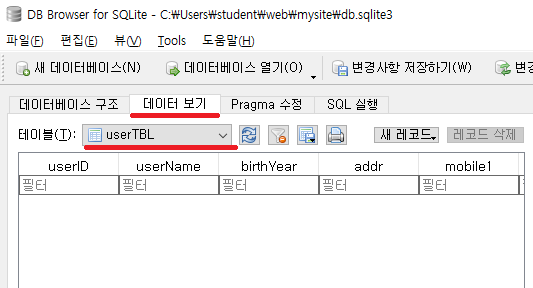 DB Browser for SQLite - C:₩Users₩student₩web₩mysite₩db.sqlite3
파일(F) 편집(E) 뷰(V) Tools 도움말(H)
새 데이터베이스(N) 데이터베이스 열기(O) 변경사항 저장하기(W) 변경
데이터베이스 구조 데이터 보기 Pragma 수정 SQL 실행
테이블(T): userTBL 새 레코드 레코드 삭제
userID userName birthYear addr mobile1
필터 필터 필터 필터 필터